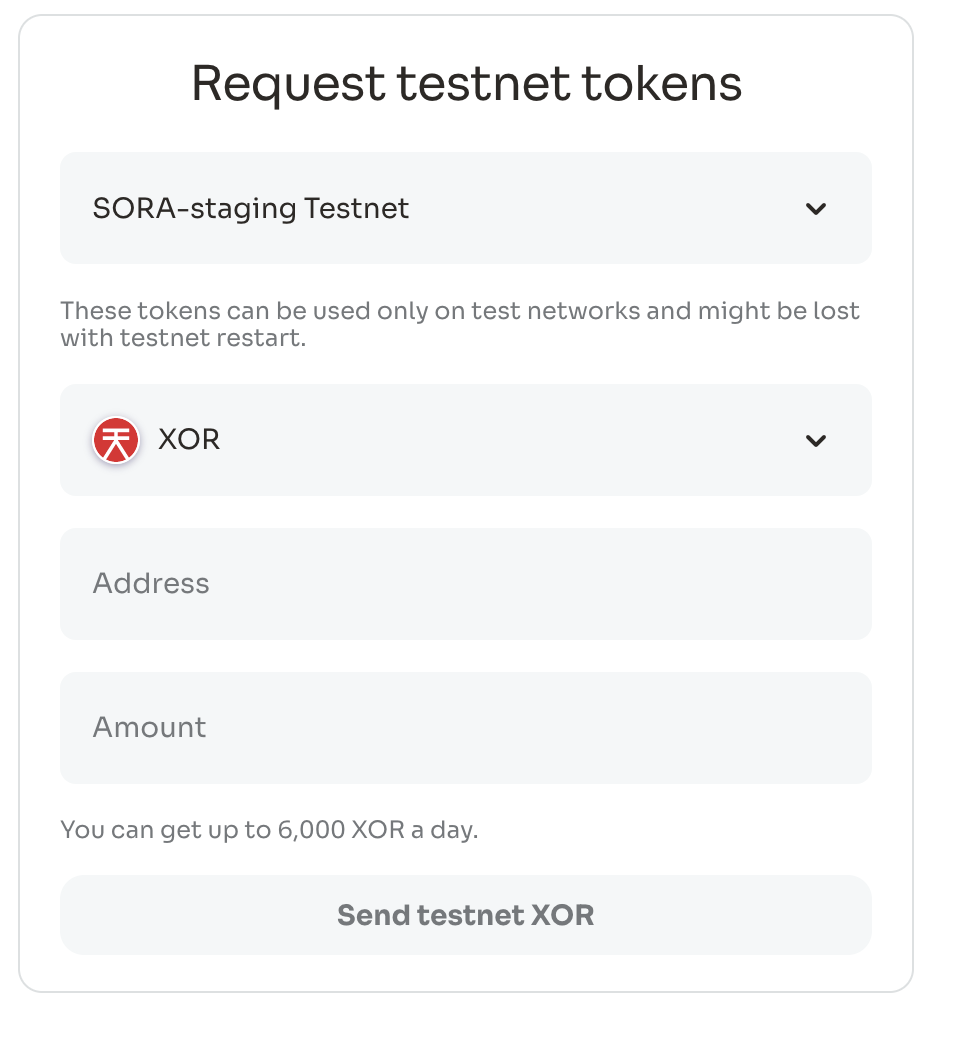 Request testnet tokens
SORA-staging Testnet
These tokens can be used only on test networks and might be lost
with testnet restart.
XOR
Address
Amount
You can get up to 6,000 XOR a day.
Send testnet XOR